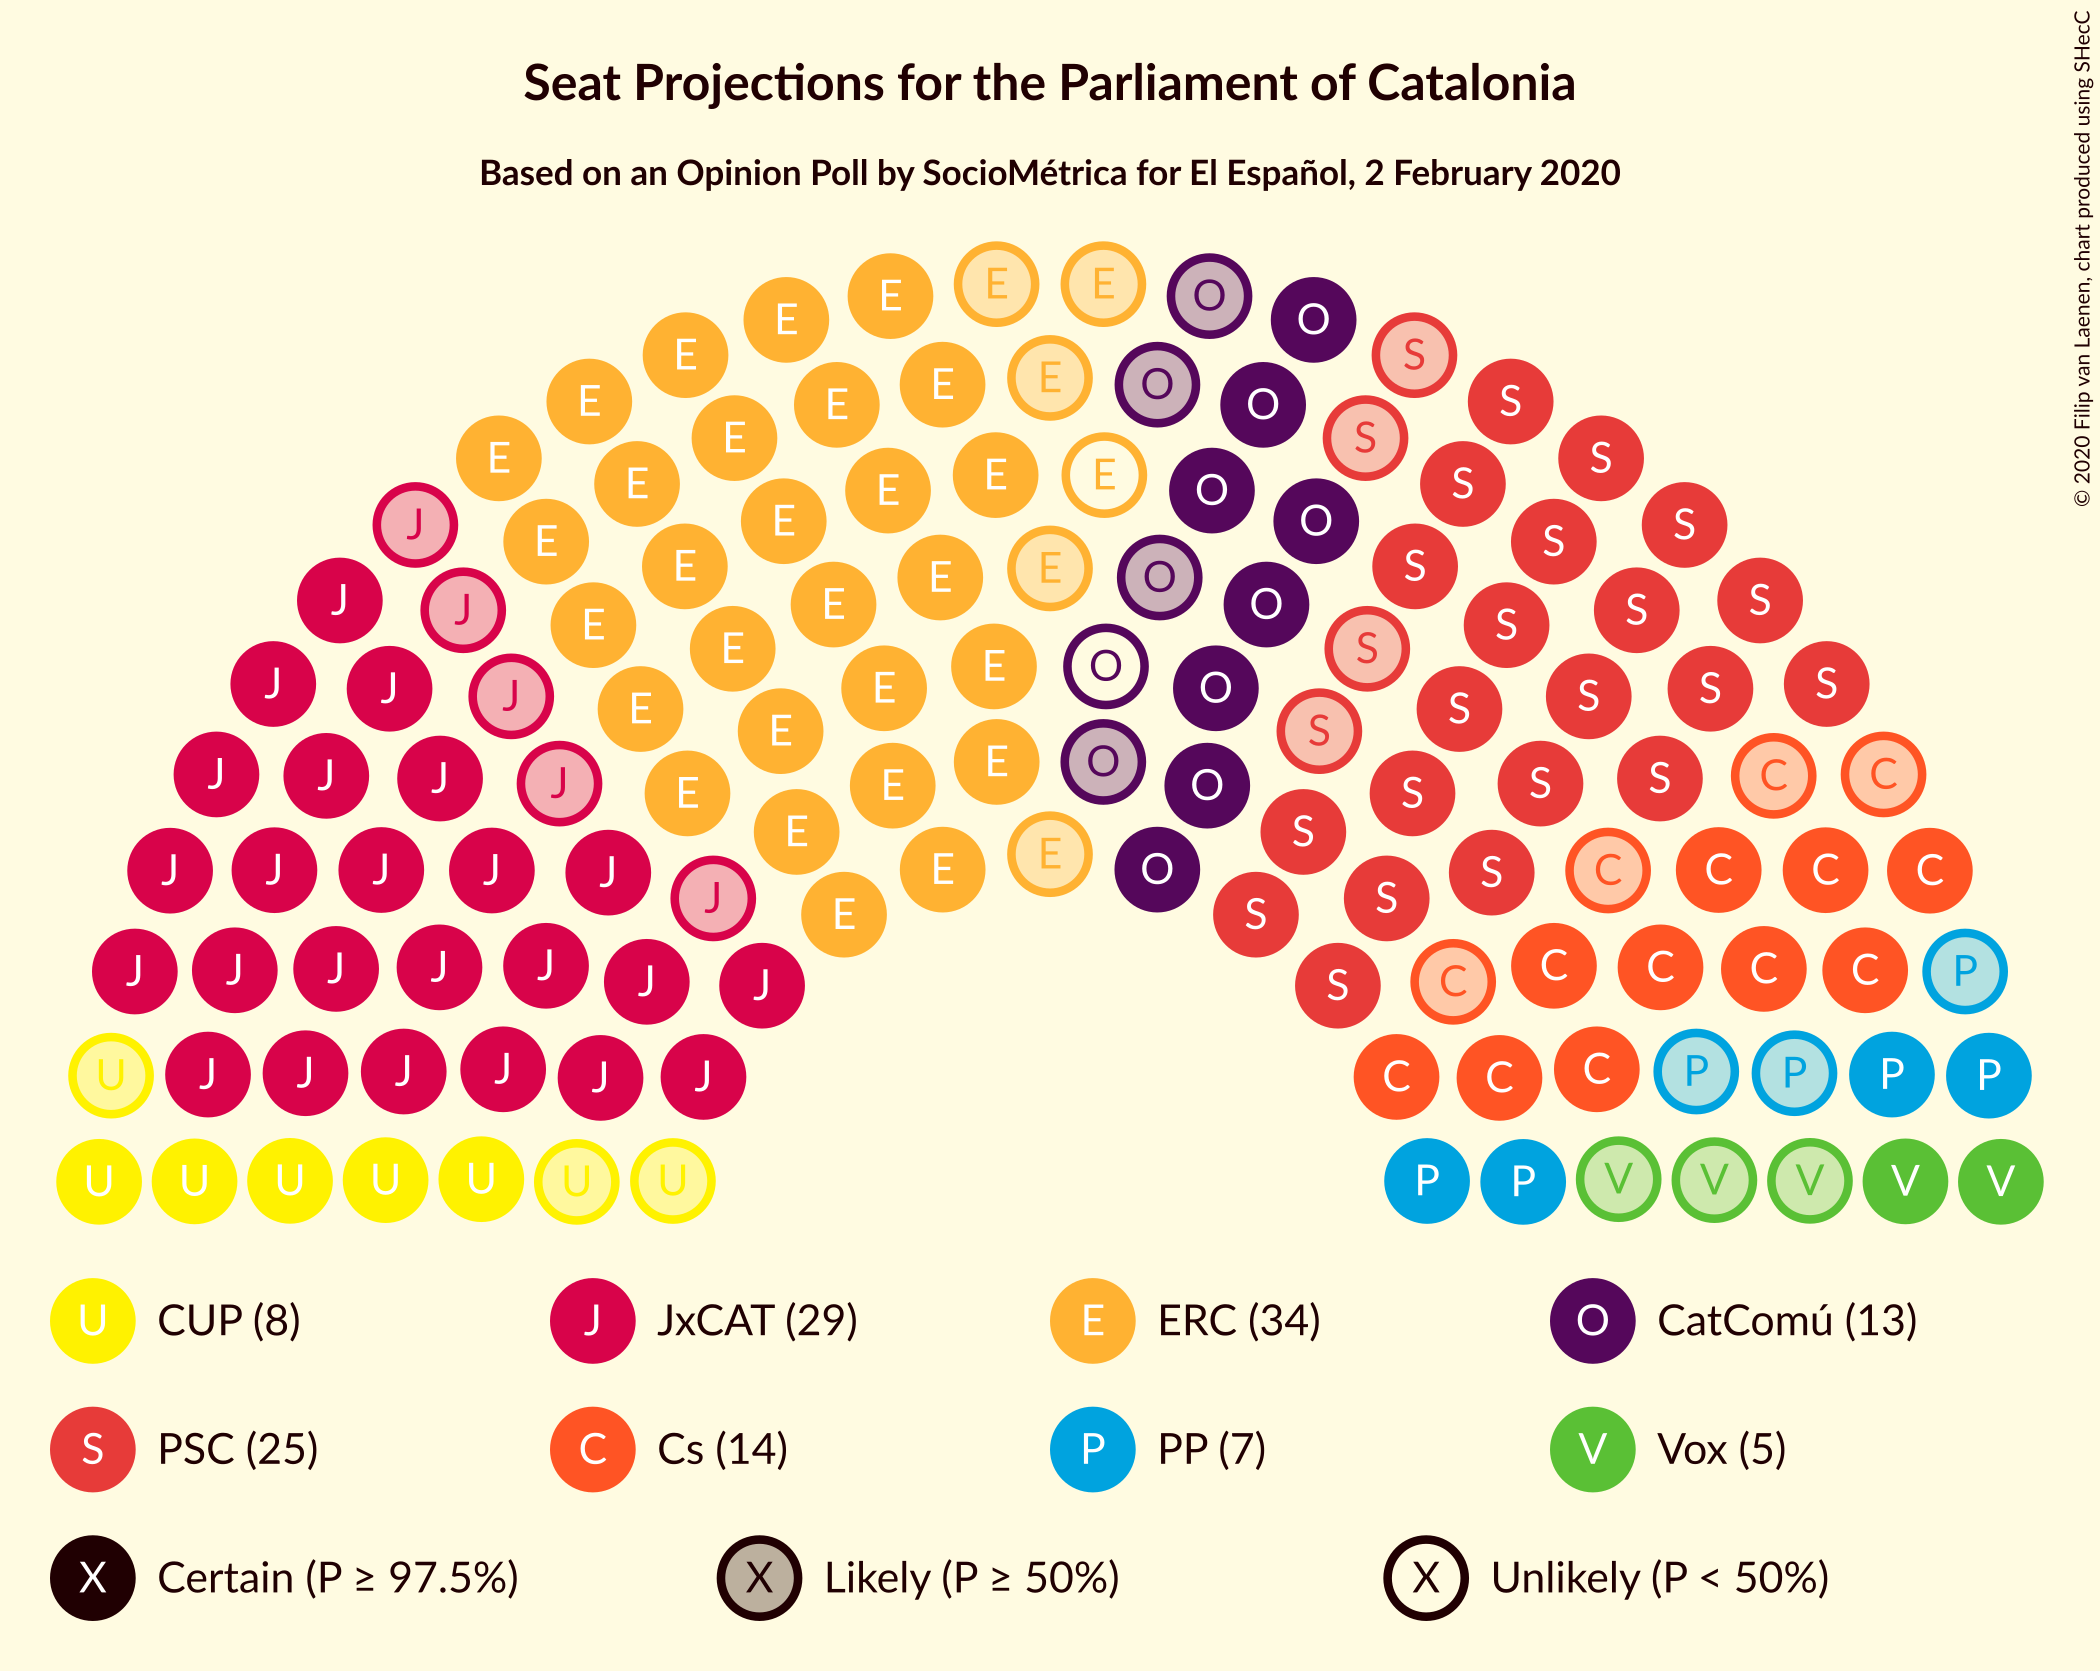 Seat Projections for the Parliament of Catalonia
Based on an Opinion Poll by SocioMétrica for El Español, 2 February 2020
© 2020 Filip van Laenen, chart produced using SHecC
E E E O O S
E E E O O S S
E E E E O S S
E E E E E O O S S
J E E E E E O S S S
J J E E E E O O S S S
J J J E E E E O O S S S S
J J J J E E E O O S S S S C C
J J J J J J E E E E O O S S S S C C C C
J J J J J J J S C C C C C P
U J J J J J J C C C P P P P
U U U U U U U P P V V V V V
U CUP (8) J JxCAT (29) E ERC (34) O CatComú (13)
S PSC (25) C Cs (14) P PP (7) V Vox (5)
X Certain (P ≥ 97.5%) X Likely (P ≥ 50%) X Unlikely (P < 50%)